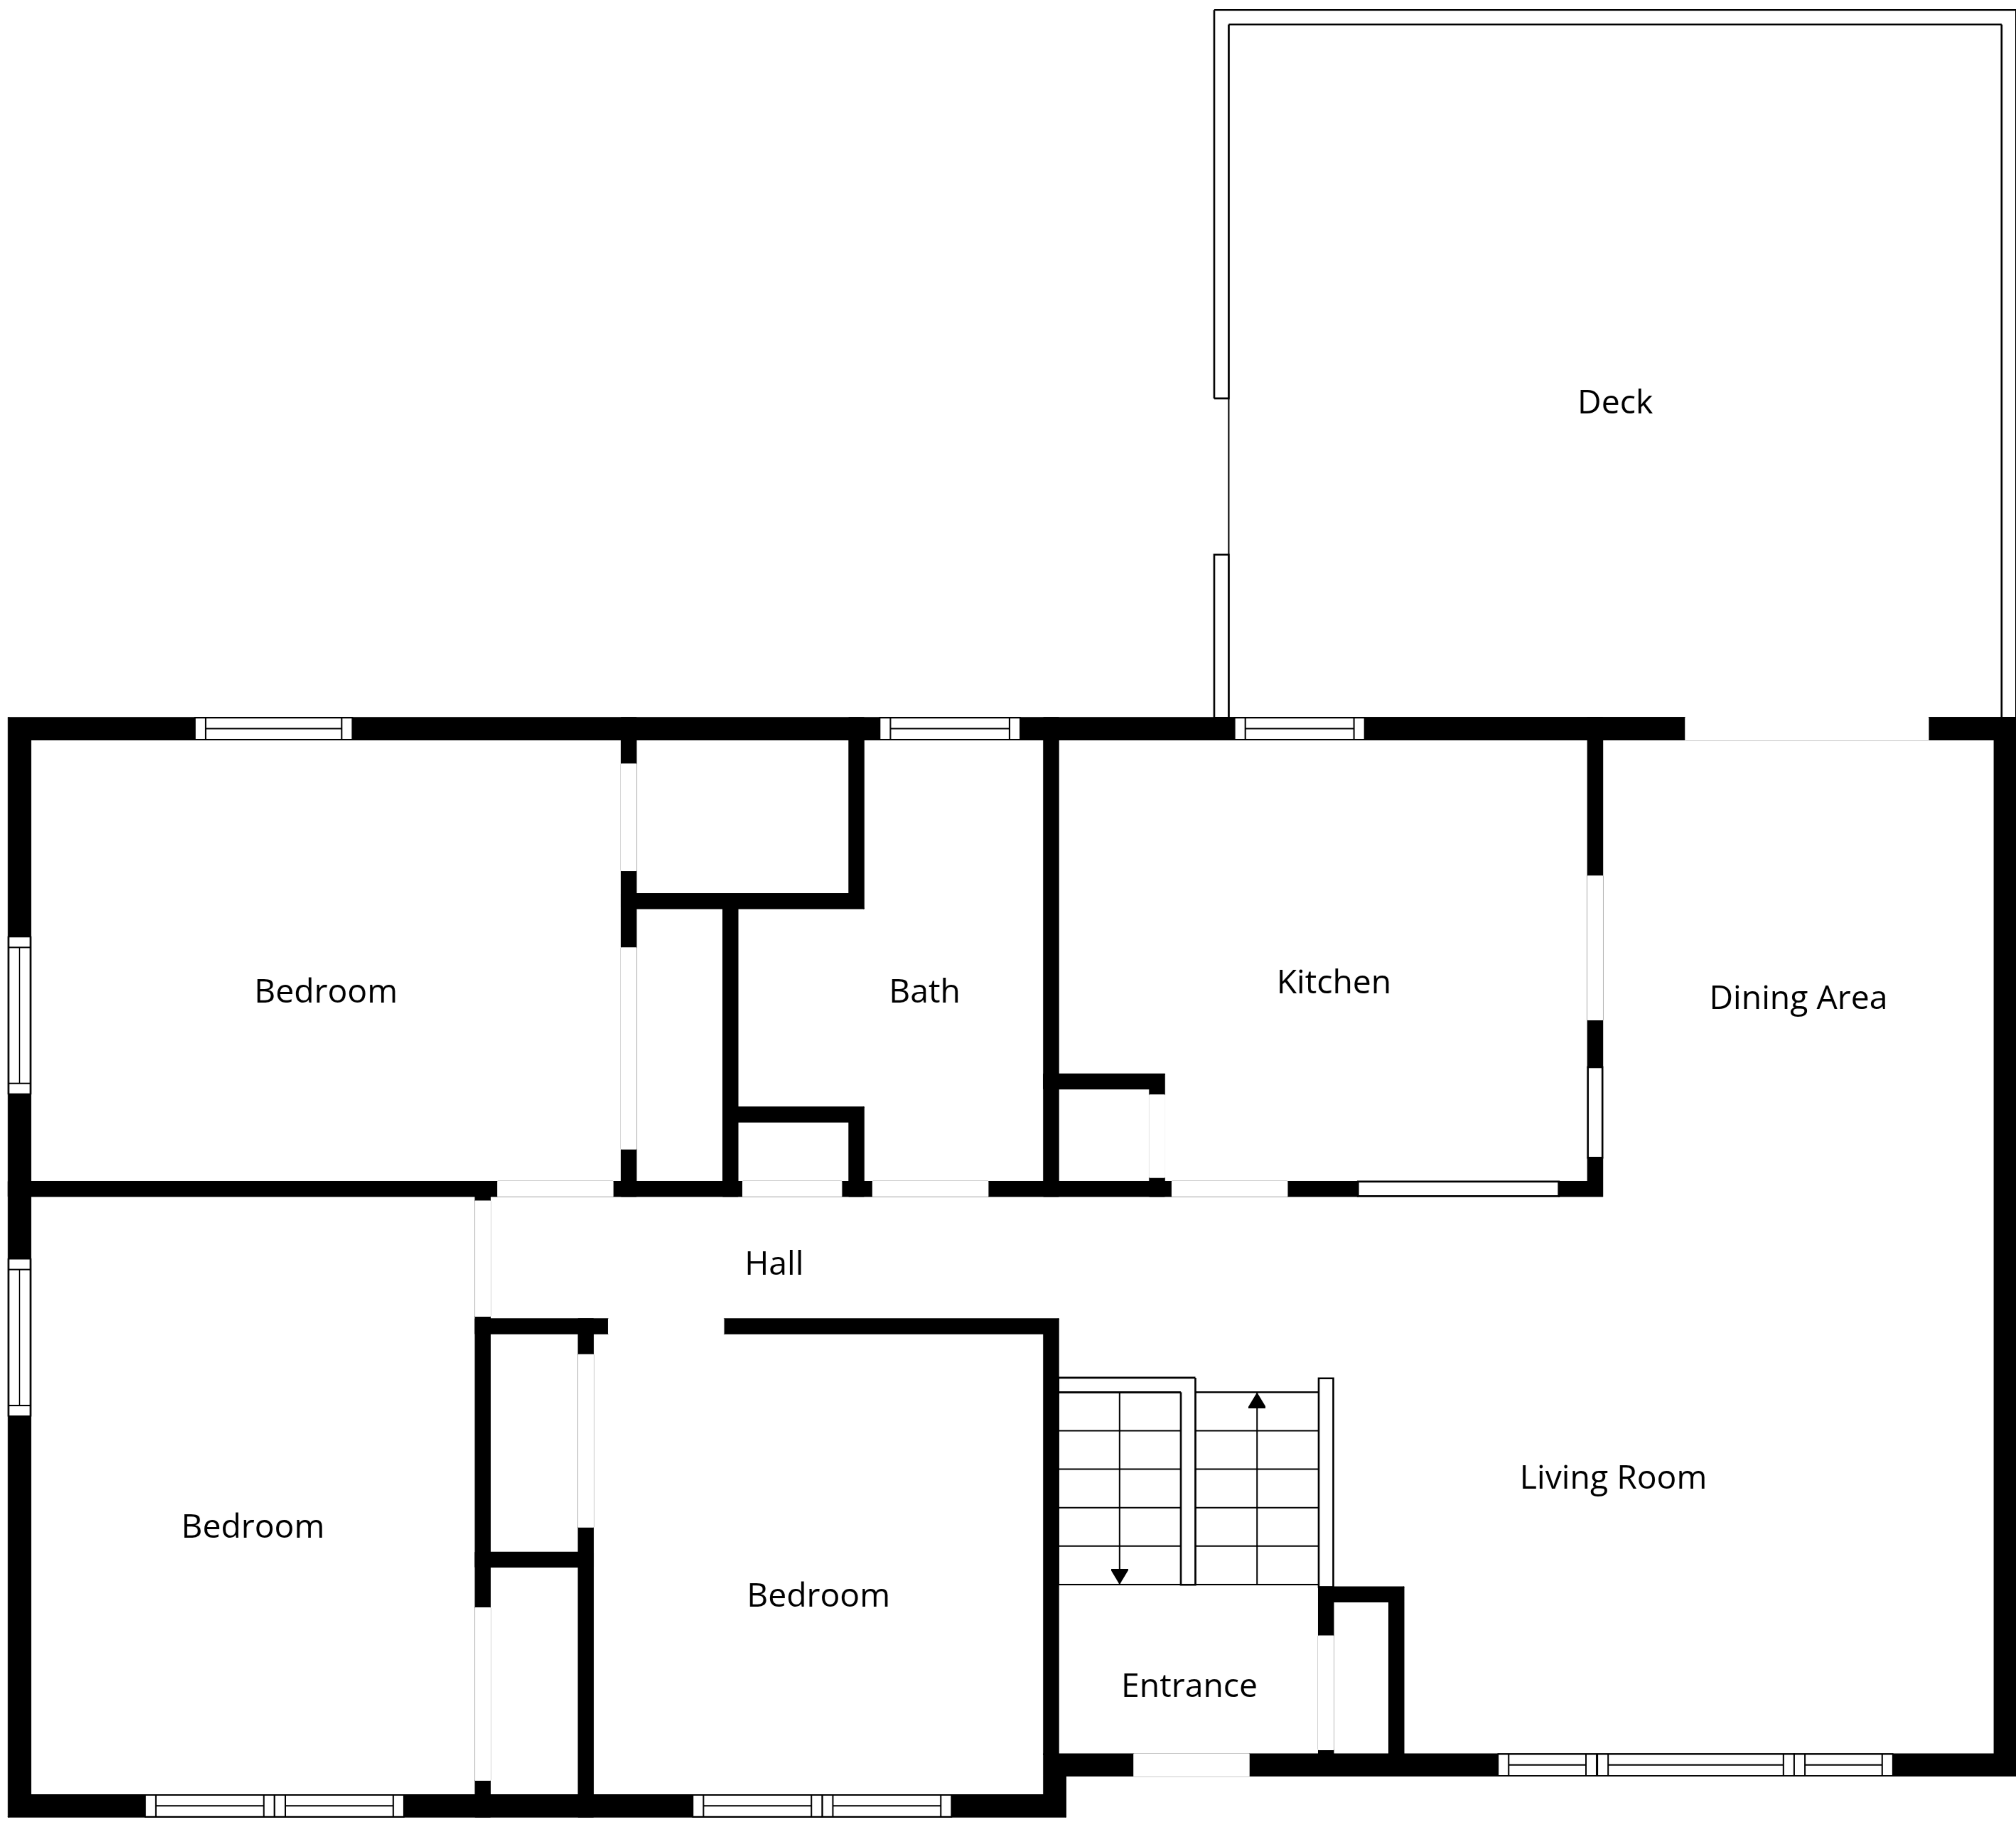 Deck
Bedroom
Bath
Kitchen
Dining Area
Hall
Living Room
Bedroom
Bedroom
Entrance